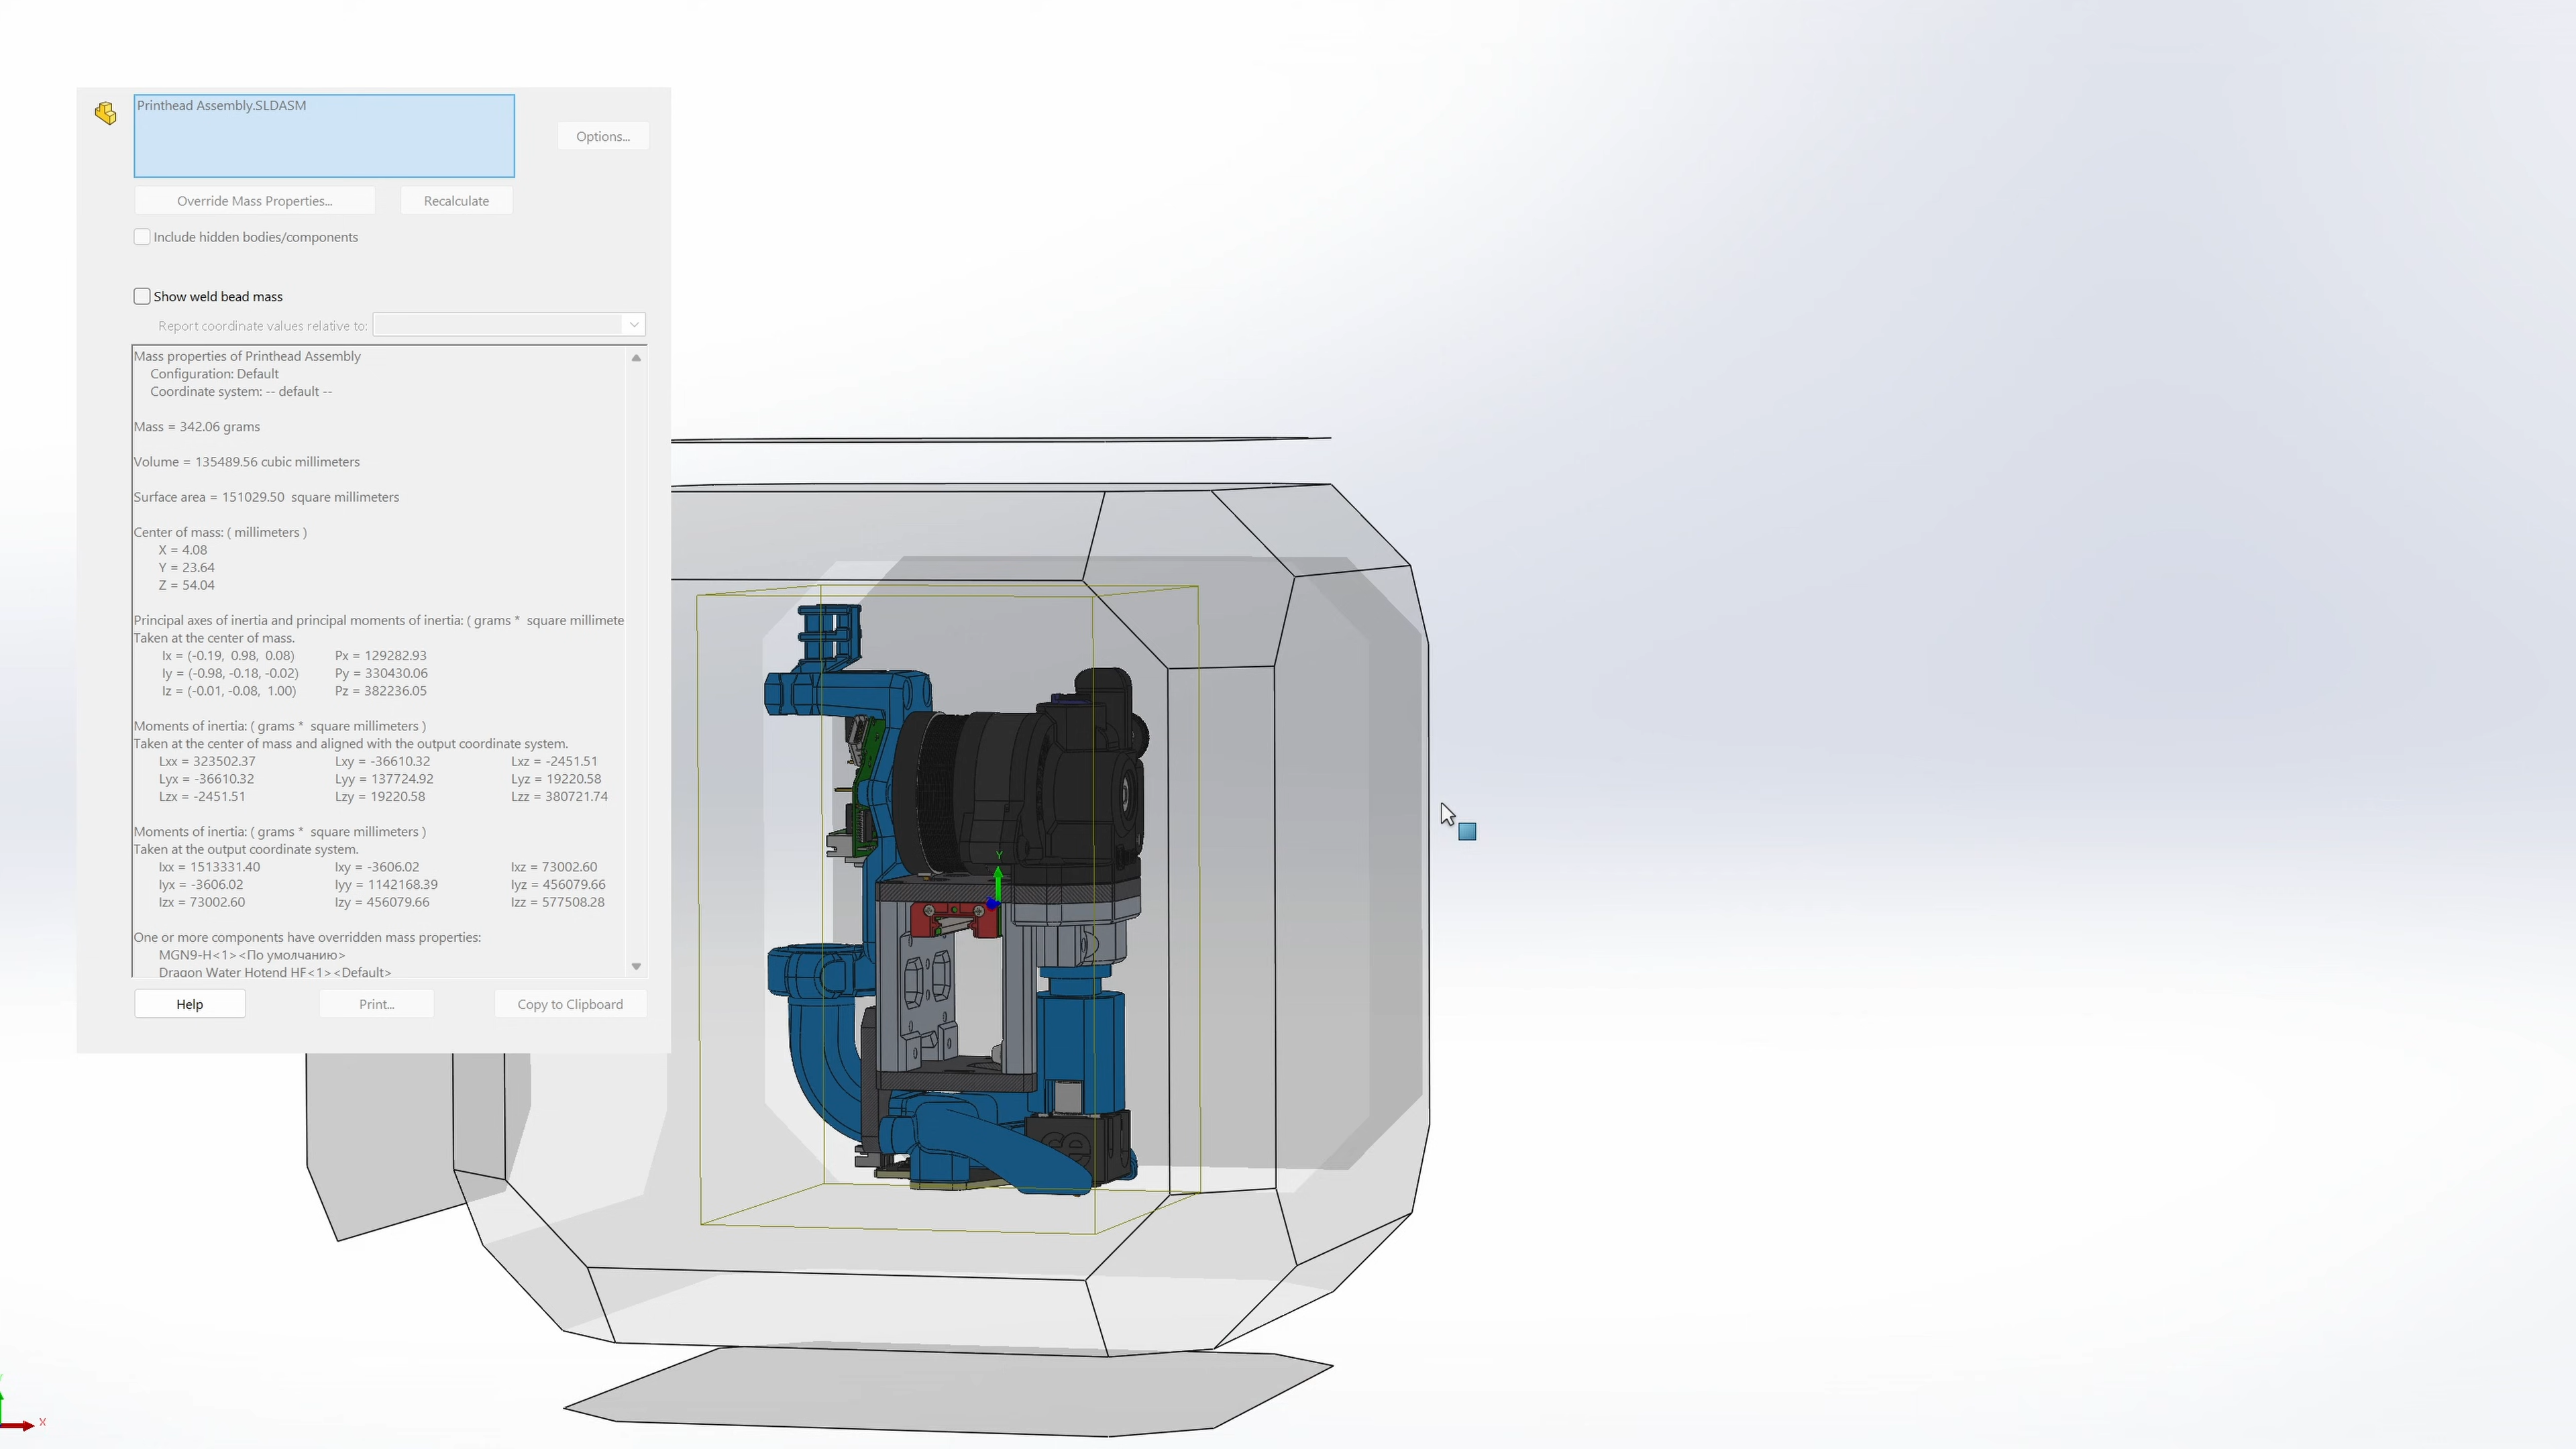 Printhead Assembly.SLDASM
Options...
Override Mass Properties... Recalculate
Include hidden bodies/components
Show weld bead mass
Report coordinate values relative to:
Mass properties of Printhead Assembly
Configuration: Default
Coordinate system: -- default --
Mass = 342.06 grams
Volume = 135489.56 cubic millimeters
Surface area = 151029.50 square millimeters
Center of mass: ( millimeters )
X = 4.08
Y = 23.64
Z = 54.04
Principal axes of inertia and principal moments of inertia: ( grams * square millimete
Taken at the center of mass.
Ix = (-0.19, 0.98, 0.08) Px = 129282.93
Iy = (-0.98, -0.18, -0.02) Py = 330430.06
Iz = (-0.01, -0.08, 1.00) Pz = 382236.05
Moments of inertia: ( grams * square millimeters )
Taken at the center of mass and aligned with the output coordinate system.
Lxx = 323502.37 Lxy = -36610.32 Lxz = -2451.51
Lyx = -36610.32 Lyy = 137724.92 Lyz = 19220.58
Lzx = -2451.51 Lzy = 19220.58 Lzz = 380721.74
Moments of inertia: ( grams * square millimeters )
Taken at the output coordinate system.
Ixx = 1513331.40 Ixy = -3606.02 Ixz = 73002.60
Iyx = -3606.02 Iyy = 1142168.39 Iyz = 456079.66
Izx = 73002.60 Izy = 456079.66 Izz = 577508.28
One or more components have overridden mass properties:
MGN9-H<1><По умолчанию>
Dragon Water Hotend HF<1><Default>
Help Print... Copy to Clipboard
Y
X